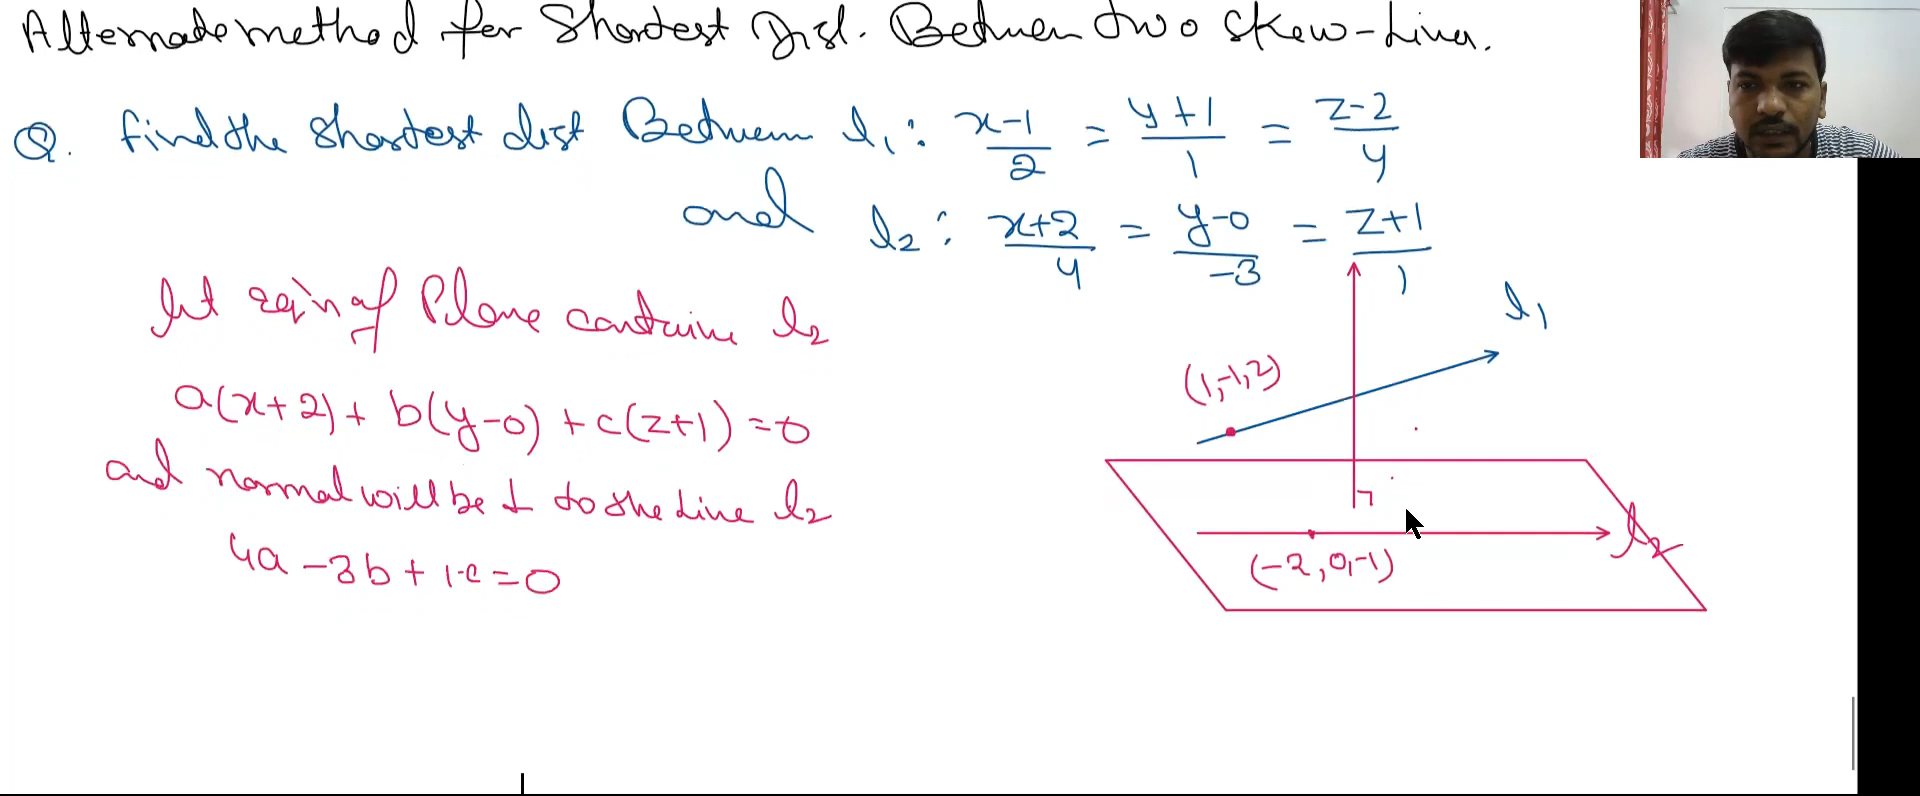 Alternate method for Shortest Dist. Between two Skew-Lines.
Q. find the Shortest dist Between l₁: (x-1)/2 = (y+1)/1 = (z-2)/4
and l₂: (x+2)/4 = (y-0)/-3 = (z+1)/1
let eq'n of Plane contains l₂
a(x+2) + b(y-0) + c(z+1) = 0
and normal will be ⊥ to the Line l₂
4a - 3b + 1·c = 0
l₁
(1,-1,2)
l₂
(-2,0,-1)